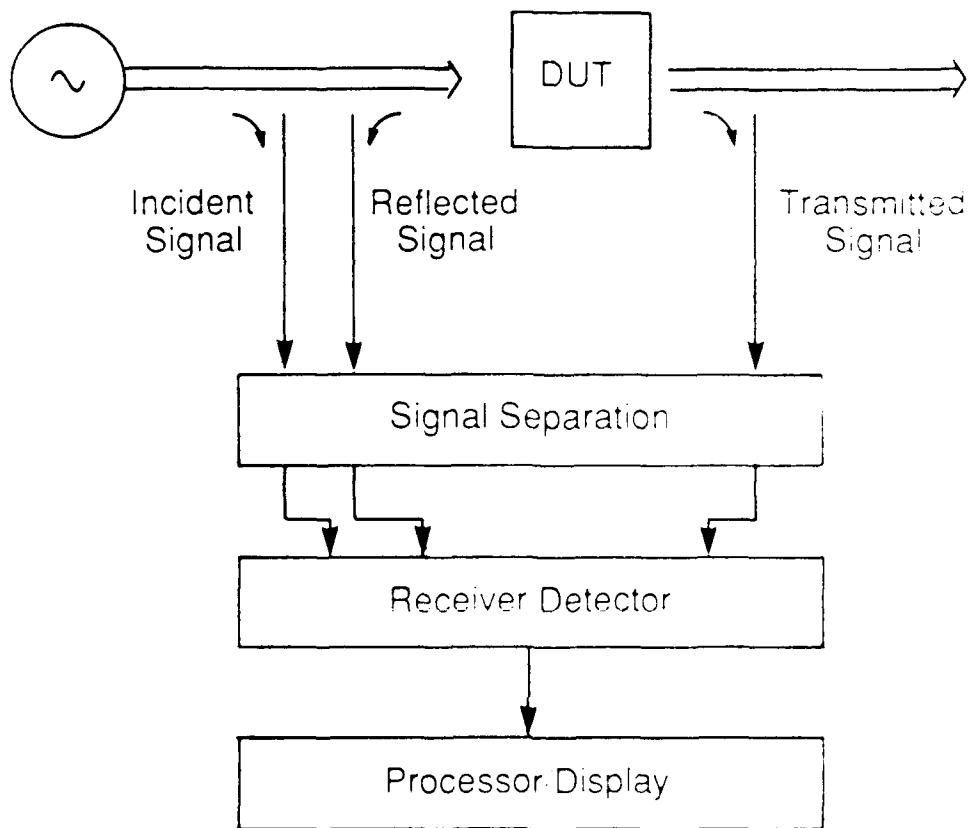 DUT
Incident
Signal
Reflected
Signal
Transmitted
Signal
Signal Separation
Receiver Detector
Processor Display